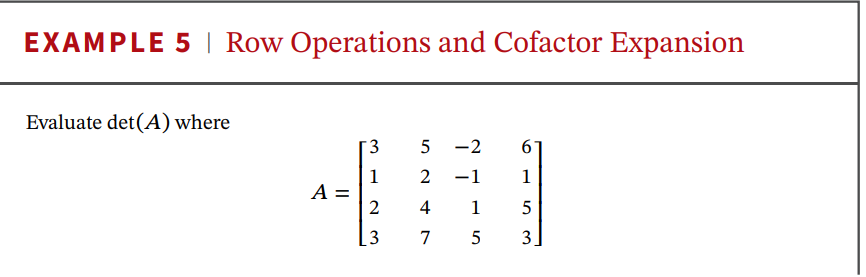 EXAMPLE 5 | Row Operations and Cofactor Expansion
Evaluate det(A) where
A = [3 5 −2 6
1 2 −1 1
2 4 1 5
3 7 5 3]